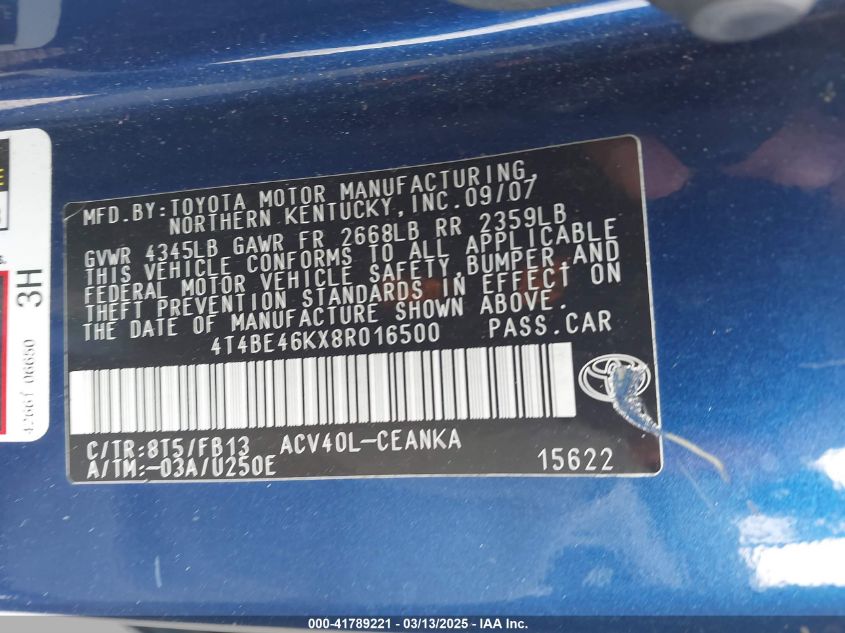 MFD. BY: TOYOTA MOTOR MANUFACTURING,
NORTHERN KENTUCKY, INC. 09/07
GVWR 4345LB GAWR FR 2668LB RR 2359LB
THIS VEHICLE CONFORMS TO ALL APPLICABLE
FEDERAL MOTOR VEHICLE SAFETY, BUMPER AND
THEFT PREVENTION STANDARDS IN EFFECT ON
THE DATE OF MANUFACTURE SHOWN ABOVE.
4T4BE46KX8R016500 PASS.CAR
C/TR:8T5/FB13 ACV40L-CEANKA
A/TM:-03A/U250E
15622
3H
000-41789221 - 03/13/2025 - IAA Inc.